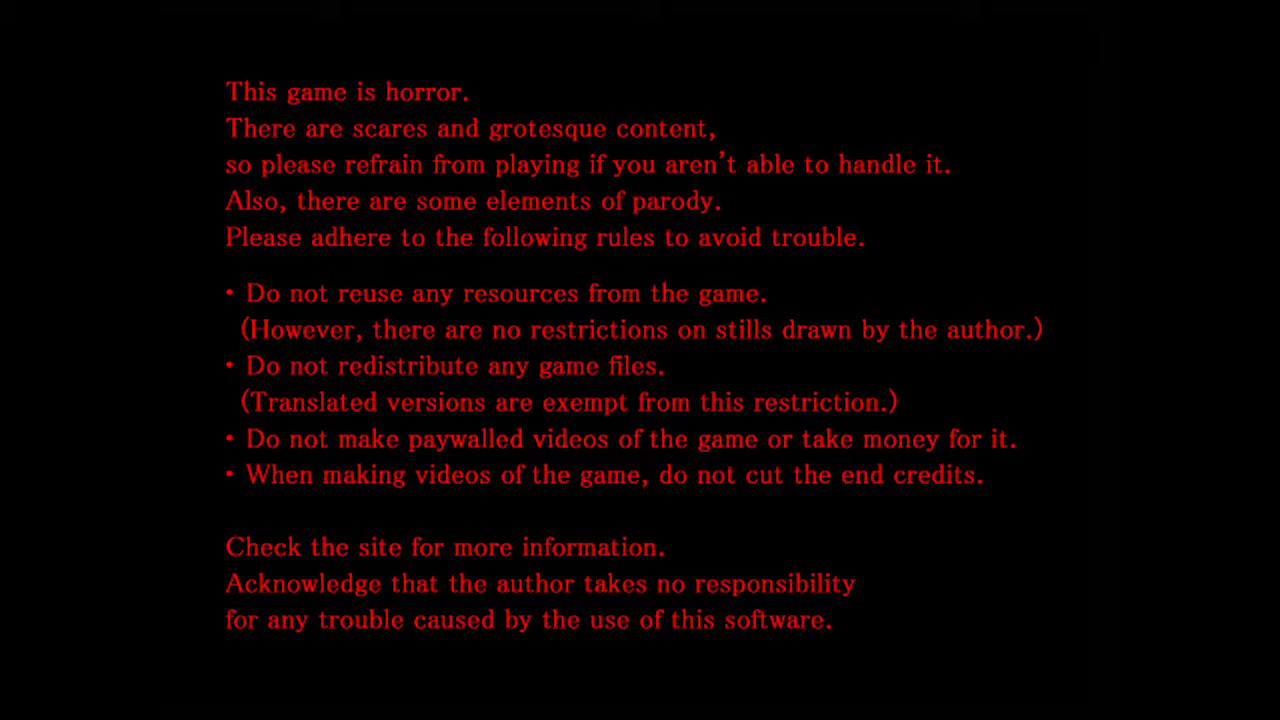 This game is horror.
There are scares and grotesque content,
so please refrain from playing if you aren't able to handle it.
Also, there are some elements of parody.
Please adhere to the following rules to avoid trouble.
・Do not reuse any resources from the game.
(However, there are no restrictions on stills drawn by the author.)
・Do not redistribute any game files.
(Translated versions are exempt from this restriction.)
・Do not make paywalled videos of the game or take money for it.
・When making videos of the game, do not cut the end credits.
Check the site for more information.
Acknowledge that the author takes no responsibility
for any trouble caused by the use of this software.